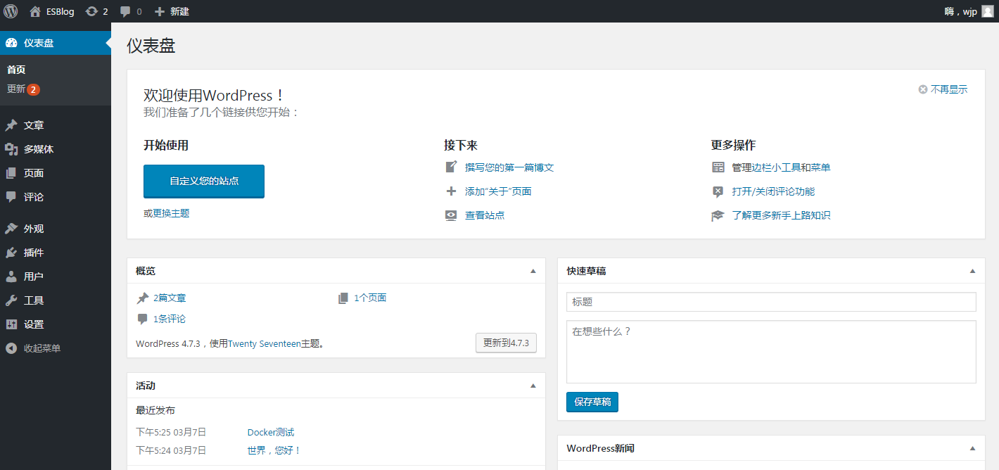 ESBlog 2 0 新建 嗨，wjp
仪表盘
首页
更新 2
文章
多媒体
页面
评论
外观
插件
用户
工具
设置
收起菜单
仪表盘
欢迎使用WordPress！
不再显示
我们准备了几个链接供您开始：
开始使用
自定义您的站点
或更换主题
接下来
撰写您的第一篇博文
添加“关于”页面
查看站点
更多操作
管理边栏小工具和菜单
打开/关闭评论功能
了解更多新手上路知识
概览
2篇文章 1个页面
1条评论
WordPress 4.7.3，使用Twenty Seventeen主题。 更新到4.7.3
活动
最近发布
下午5:25 03月7日 Docker测试
下午5:24 03月7日 世界，您好！
快速草稿
标题
在想些什么？
保存草稿
WordPress新闻